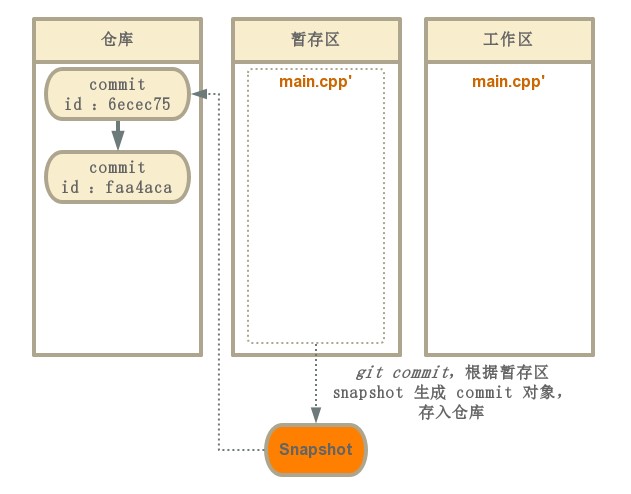 仓库
暂存区
工作区
commit
id ：6ecec75
main.cpp'
main.cpp'
commit
id ：faa4aca
git commit，根据暂存区
snapshot 生成 commit 对象，
存入仓库
Snapshot